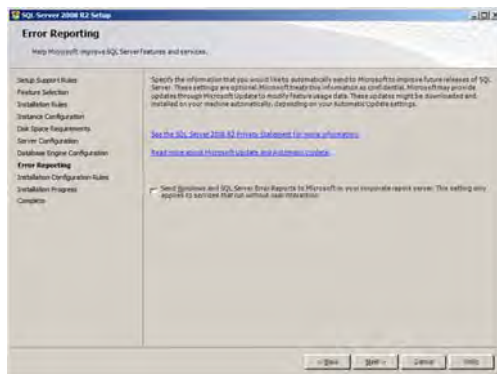 SQL Server 2008 R2 Setup
Error Reporting
Help Microsoft improve SQL Server features and services.
Setup Support Rules
Feature Selection
Installation Rules
Instance Configuration
Disk Space Requirements
Server Configuration
Database Engine Configuration
Error Reporting
Installation Configuration Rules
Installation Progress
Complete
Specify the information that you would like to automatically send to Microsoft to improve future releases of SQL
Server. These settings are optional. Microsoft treats this information as confidential. Microsoft may provide
updates through Microsoft Update to modify feature usage data. These updates might be downloaded and
installed on your machine automatically, depending on your Automatic Update settings.
See the SQL Server 2008 R2 Privacy Statement for more information.
Read more about Microsoft Update and Automatic Update.
Send Windows and SQL Server Error Reports to Microsoft or your corporate report server. This setting only
applies to services that run without user interaction.
< Back
Next >
Cancel
Help